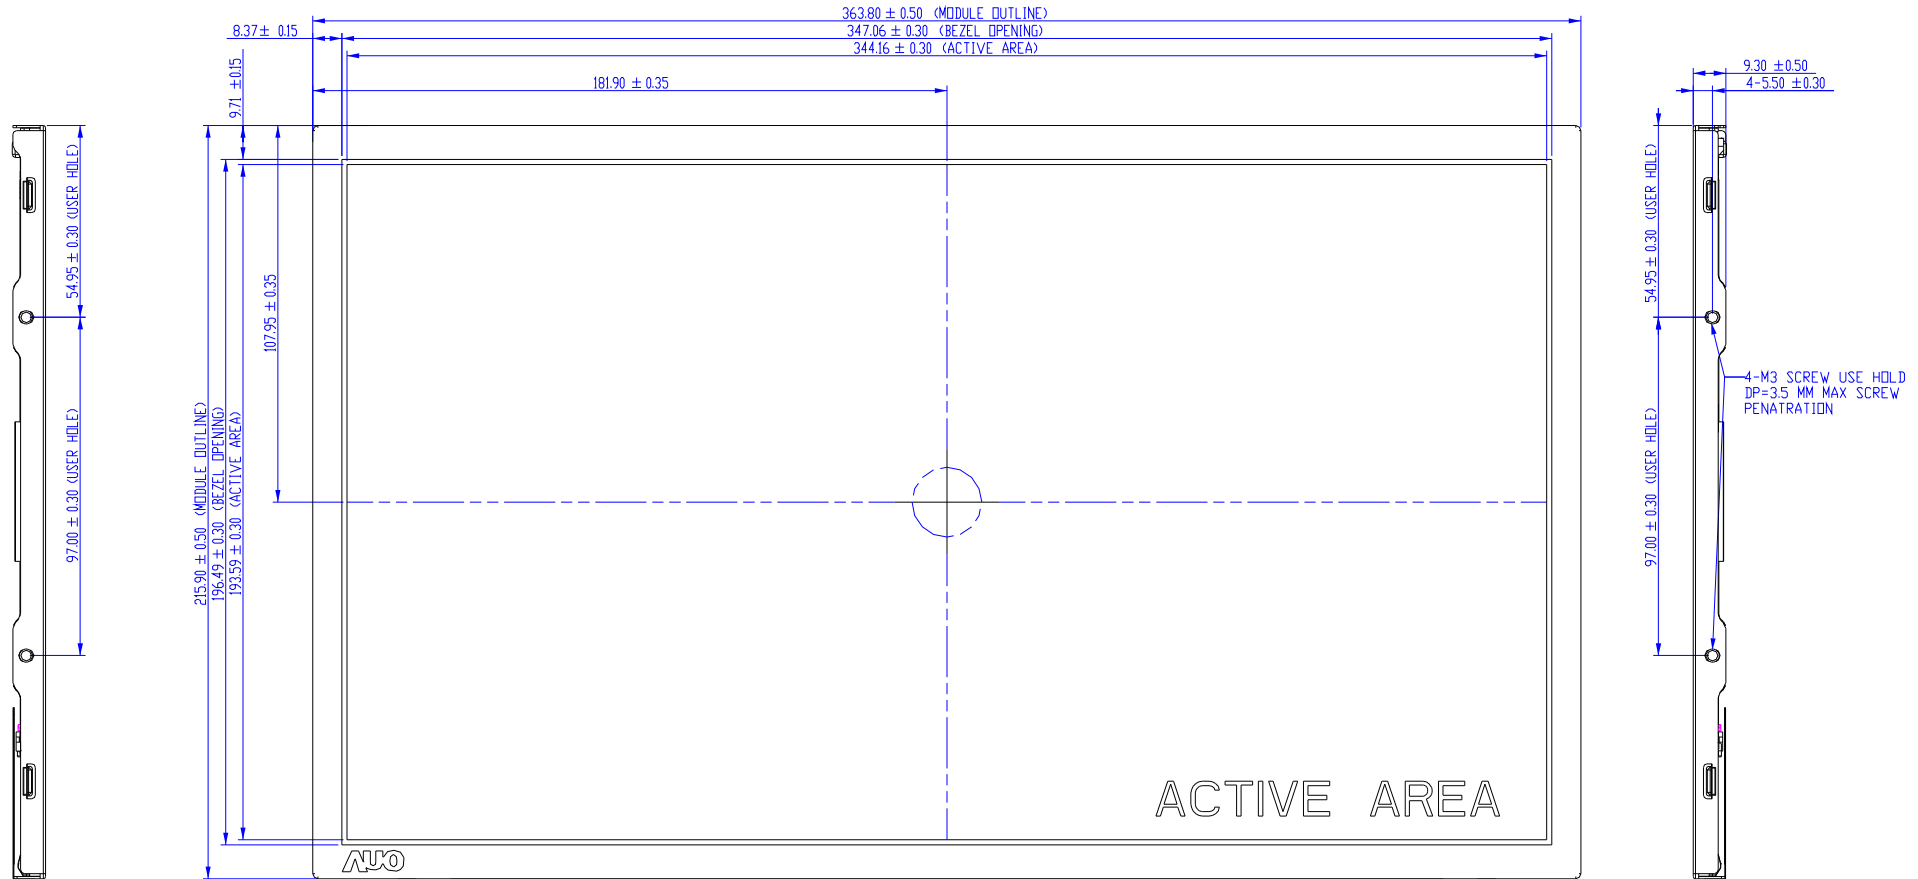 363.80 ± 0.50 (MODULE OUTLINE)
8.37± 0.15
347.06 ± 0.30 (BEZEL OPENING)
344.16 ± 0.30 (ACTIVE AREA)
181.90 ± 0.35
9.71 ±0.15
9.30 ±0.50
4-5.50 ±0.30
54.95 ± 0.30 (USER HOLE)
97.00 ± 0.30 (USER HOLE)
107.95 ± 0.35
215.90 ± 0.50 (MODULE OUTLINE)
196.49 ± 0.30 (BEZEL OPENING)
193.59 ± 0.30 (ACTIVE AREA)
54.95 ± 0.30 (USER HOLE)
97.00 ± 0.30 (USER HOLE)
4-M3 SCREW USE HOLD
DP=3.5 MM MAX SCREW
PENATRATION
ACTIVE AREA
AUO